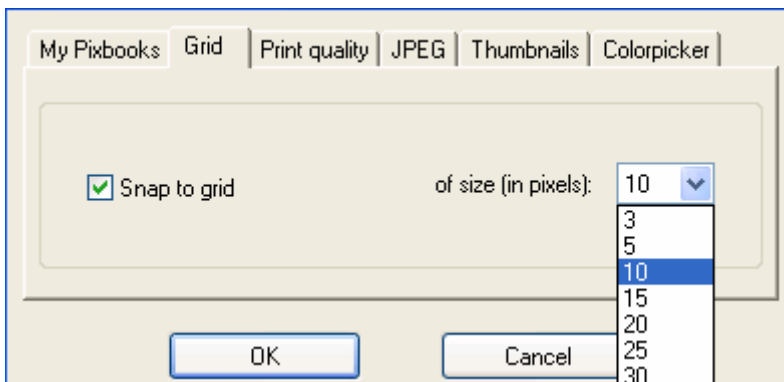 My Pixbooks Grid Print quality JPEG Thumbnails Colorpicker
Snap to grid of size (in pixels): 10
3
5
10
15
20
25
30
OK Cancel